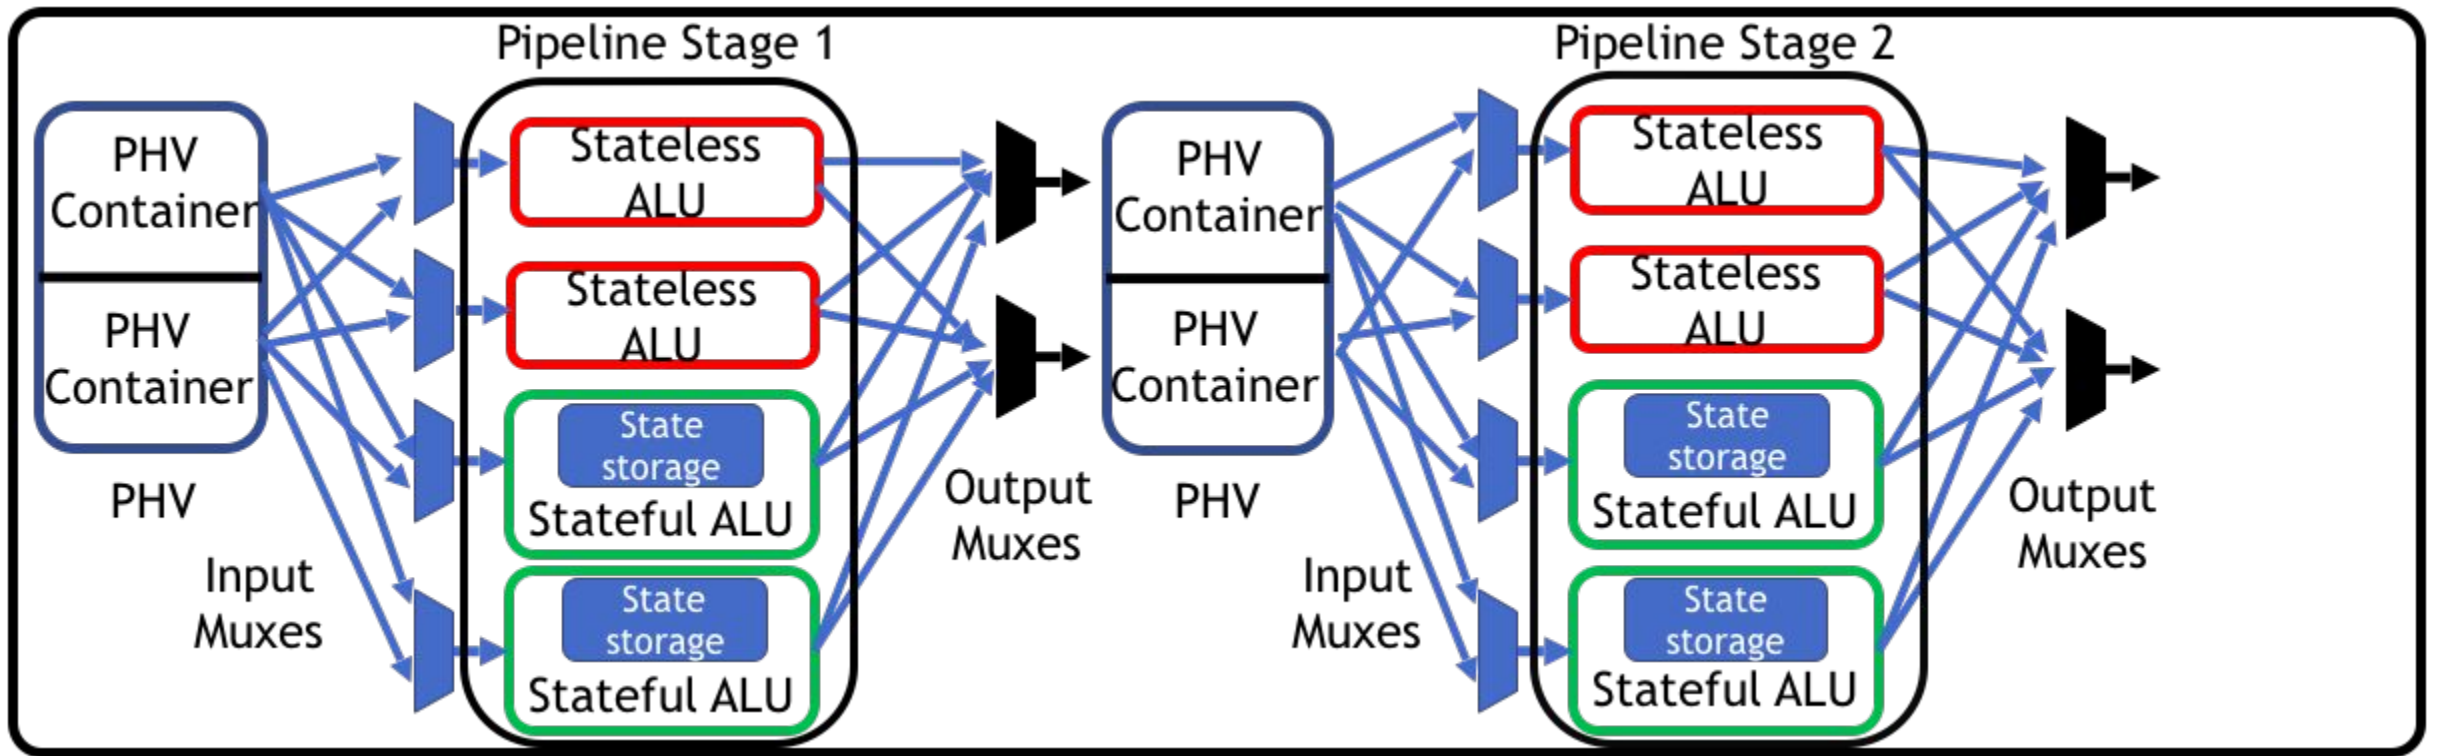 Pipeline Stage 1
PHV
Container
PHV
Container
PHV
Input
Muxes
Stateless
ALU
Stateless
ALU
State
storage
Stateful ALU
State
storage
Stateful ALU
Output
Muxes
PHV
Container
PHV
Container
PHV
Input
Muxes
Pipeline Stage 2
Stateless
ALU
Stateless
ALU
State
storage
Stateful ALU
State
storage
Stateful ALU
Output
Muxes